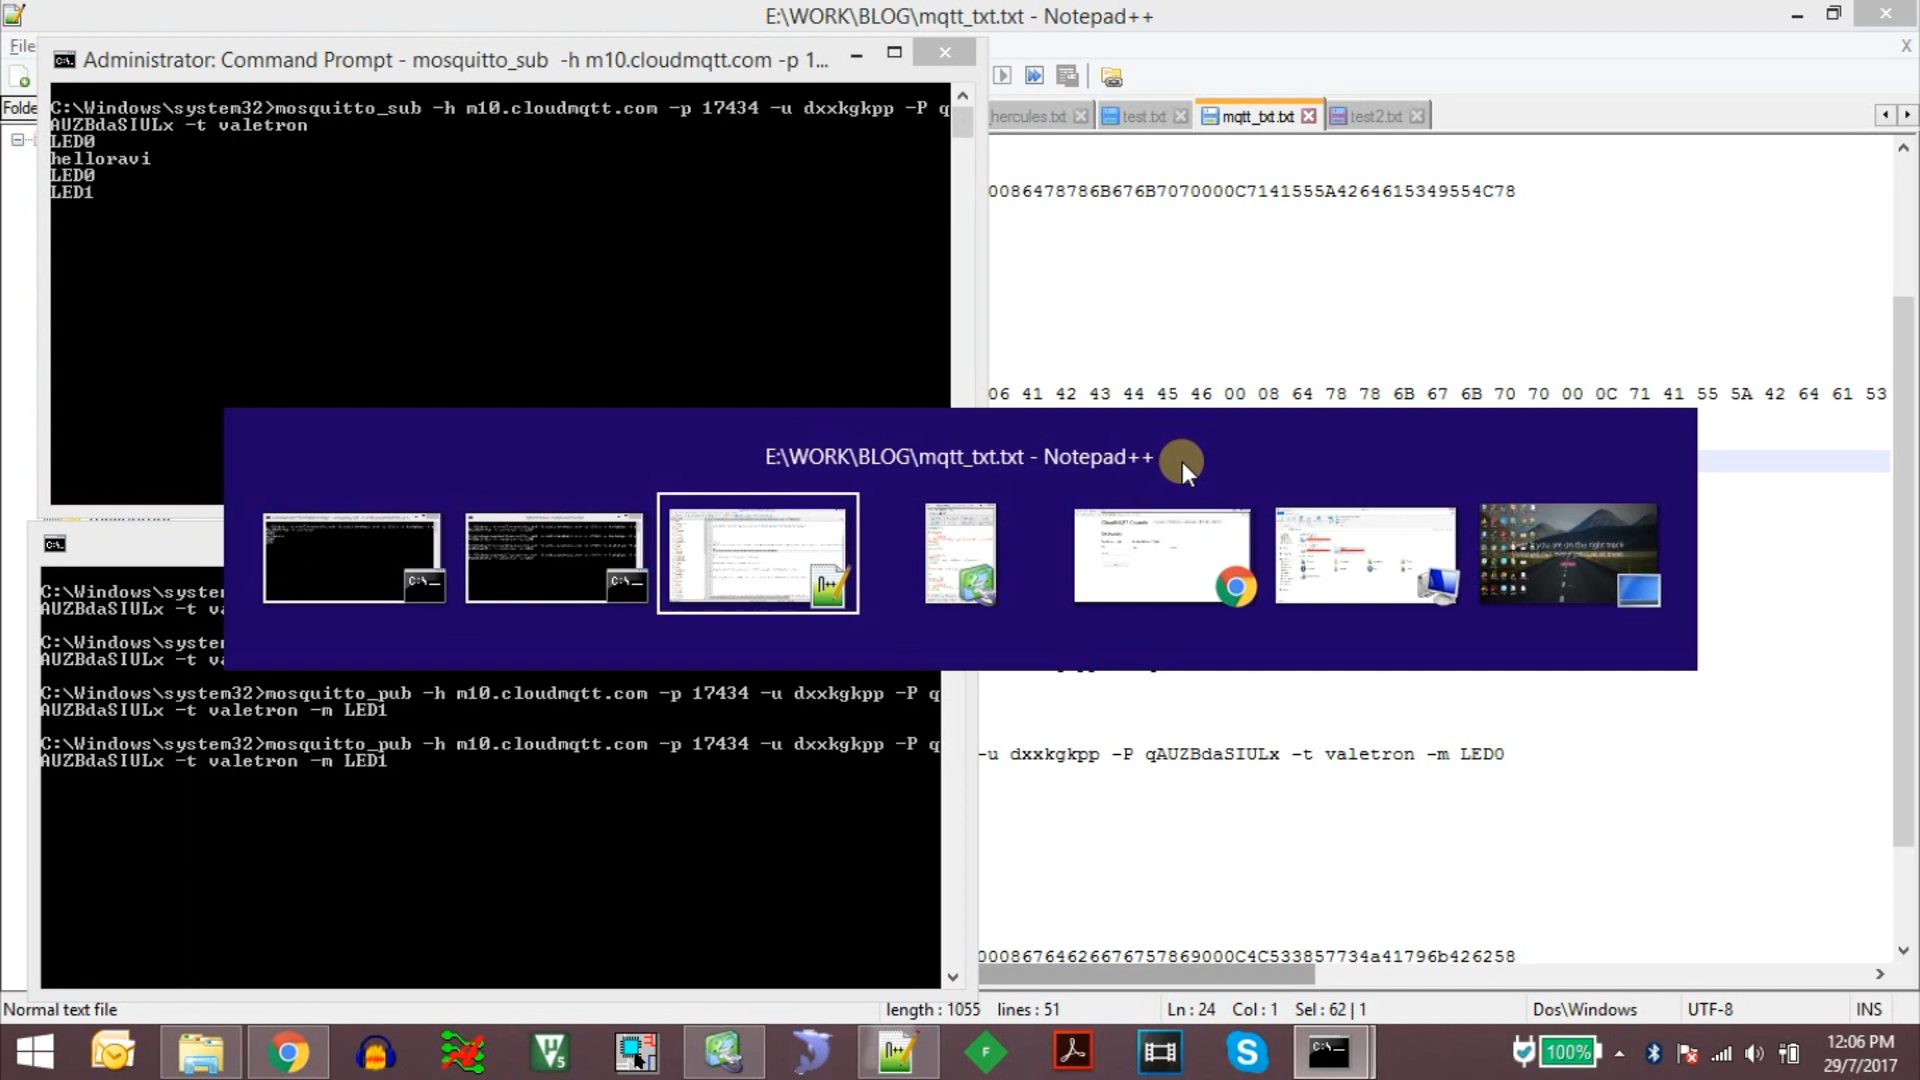 E:\WORK\BLOG\mqtt_txt.txt - Notepad++
File
X
Administrator: Command Prompt - mosquitto_sub -h m10.cloudmqtt.com -p 1...
Folde
hercules.txt
test.txt
mqtt_txt.txt
test2.txt
C:\Windows\system32>mosquitto_sub -h m10.cloudmqtt.com -p 17434 -u dxxkgkpp -P q
AUZBdaSIULx -t valetron
LED0
helloravi
LED0
LED1
0086478786B676B7070000C7141555A4264615349554C78
06 41 42 43 44 45 46 00 08 64 78 78 6B 67 6B 70 70 00 0C 71 41 55 5A 42 64 61 53
E:\WORK\BLOG\mqtt_txt.txt - Notepad++
C:\Windows\system
AUZBdaSIULx -t va
C:\Windows\system
AUZBdaSIULx -t va
C:\Windows\system32>mosquitto_pub -h m10.cloudmqtt.com -p 17434 -u dxxkgkpp -P q
AUZBdaSIULx -t valetron -m LED1
C:\Windows\system32>mosquitto_pub -h m10.cloudmqtt.com -p 17434 -u dxxkgkpp -P q
AUZBdaSIULx -t valetron -m LED1
-u dxxkgkpp -P qAUZBdaSIULx -t valetron -m LED0
00086764626676757869000C4C533857734a41796b426258
Normal text file
length : 1055 lines : 51
Ln : 24 Col : 1 Sel : 62 | 1
Dos\Windows
UTF-8
INS
100%
12:06 PM
29/7/2017